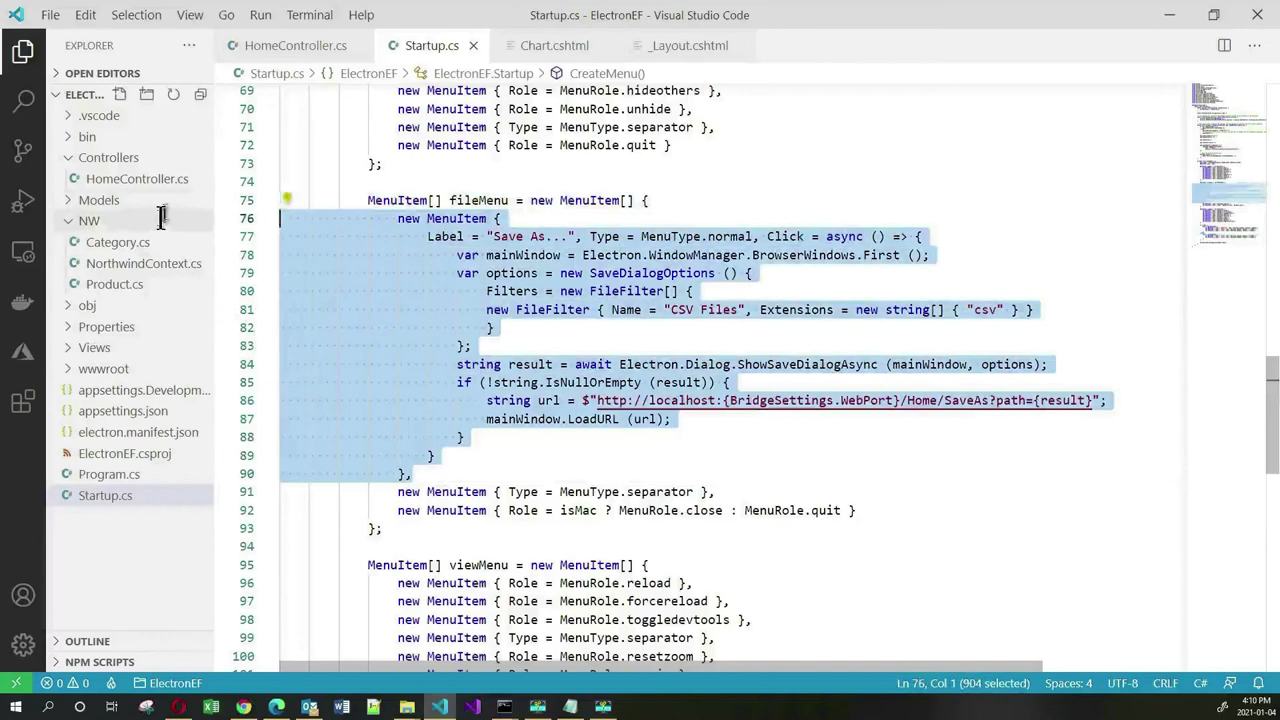 File Edit Selection View Go Run Terminal Help
Startup.cs - ElectronEF - Visual Studio Code
EXPLORER
HomeController.cs
Startup.cs
Chart.cshtml
_Layout.cshtml
OPEN EDITORS
Startup.cs > { } ElectronEF > ElectronEF.Startup > CreateMenu()
ELECT...
.vscode
bin
Controllers
HomeController.cs
Models
NW
Category.cs
NorthwindContext.cs
Product.cs
obj
Properties
Views
wwwroot
appsettings.Developm...
appsettings.json
electron.manifest.json
ElectronEF.csproj
Program.cs
Startup.cs
OUTLINE
NPM SCRIPTS
69 new MenuItem { Role = MenuRole.hideothers },
70 new MenuItem { Role = MenuRole.unhide },
71 new MenuItem { Type = MenuType.separator },
72 new MenuItem { Role = MenuRole.quit }
73 };
74
75 MenuItem[] fileMenu = new MenuItem[] {
76 new MenuItem {
77 Label = "Save As...", Type = MenuType.normal, Click = async () => {
78 var mainWindow = Electron.WindowManager.BrowserWindows.First ();
79 var options = new SaveDialogOptions () {
80 Filters = new FileFilter[] {
81 new FileFilter { Name = "CSV Files", Extensions = new string[] { "csv" } }
82 }
83 };
84 string result = await Electron.Dialog.ShowSaveDialogAsync (mainWindow, options);
85 if (!string.IsNullOrEmpty (result)) {
86 string url = $"http://localhost:{BridgeSettings.WebPort}/Home/SaveAs?path={result}";
87 mainWindow.LoadURL (url);
88 }
89 }
90 },
91 new MenuItem { Type = MenuType.separator },
92 new MenuItem { Role = isMac ? MenuRole.close : MenuRole.quit }
93 };
94
95 MenuItem[] viewMenu = new MenuItem[] {
96 new MenuItem { Role = MenuRole.reload },
97 new MenuItem { Role = MenuRole.forcereload },
98 new MenuItem { Role = MenuRole.toggledevtools },
99 new MenuItem { Type = MenuType.separator },
100 new MenuItem { Role = MenuRole.resetzoom },
0 0 ElectronEF
Ln 76, Col 1 (904 selected) Spaces: 4 UTF-8 CRLF C#
4:10 PM
2021-01-04